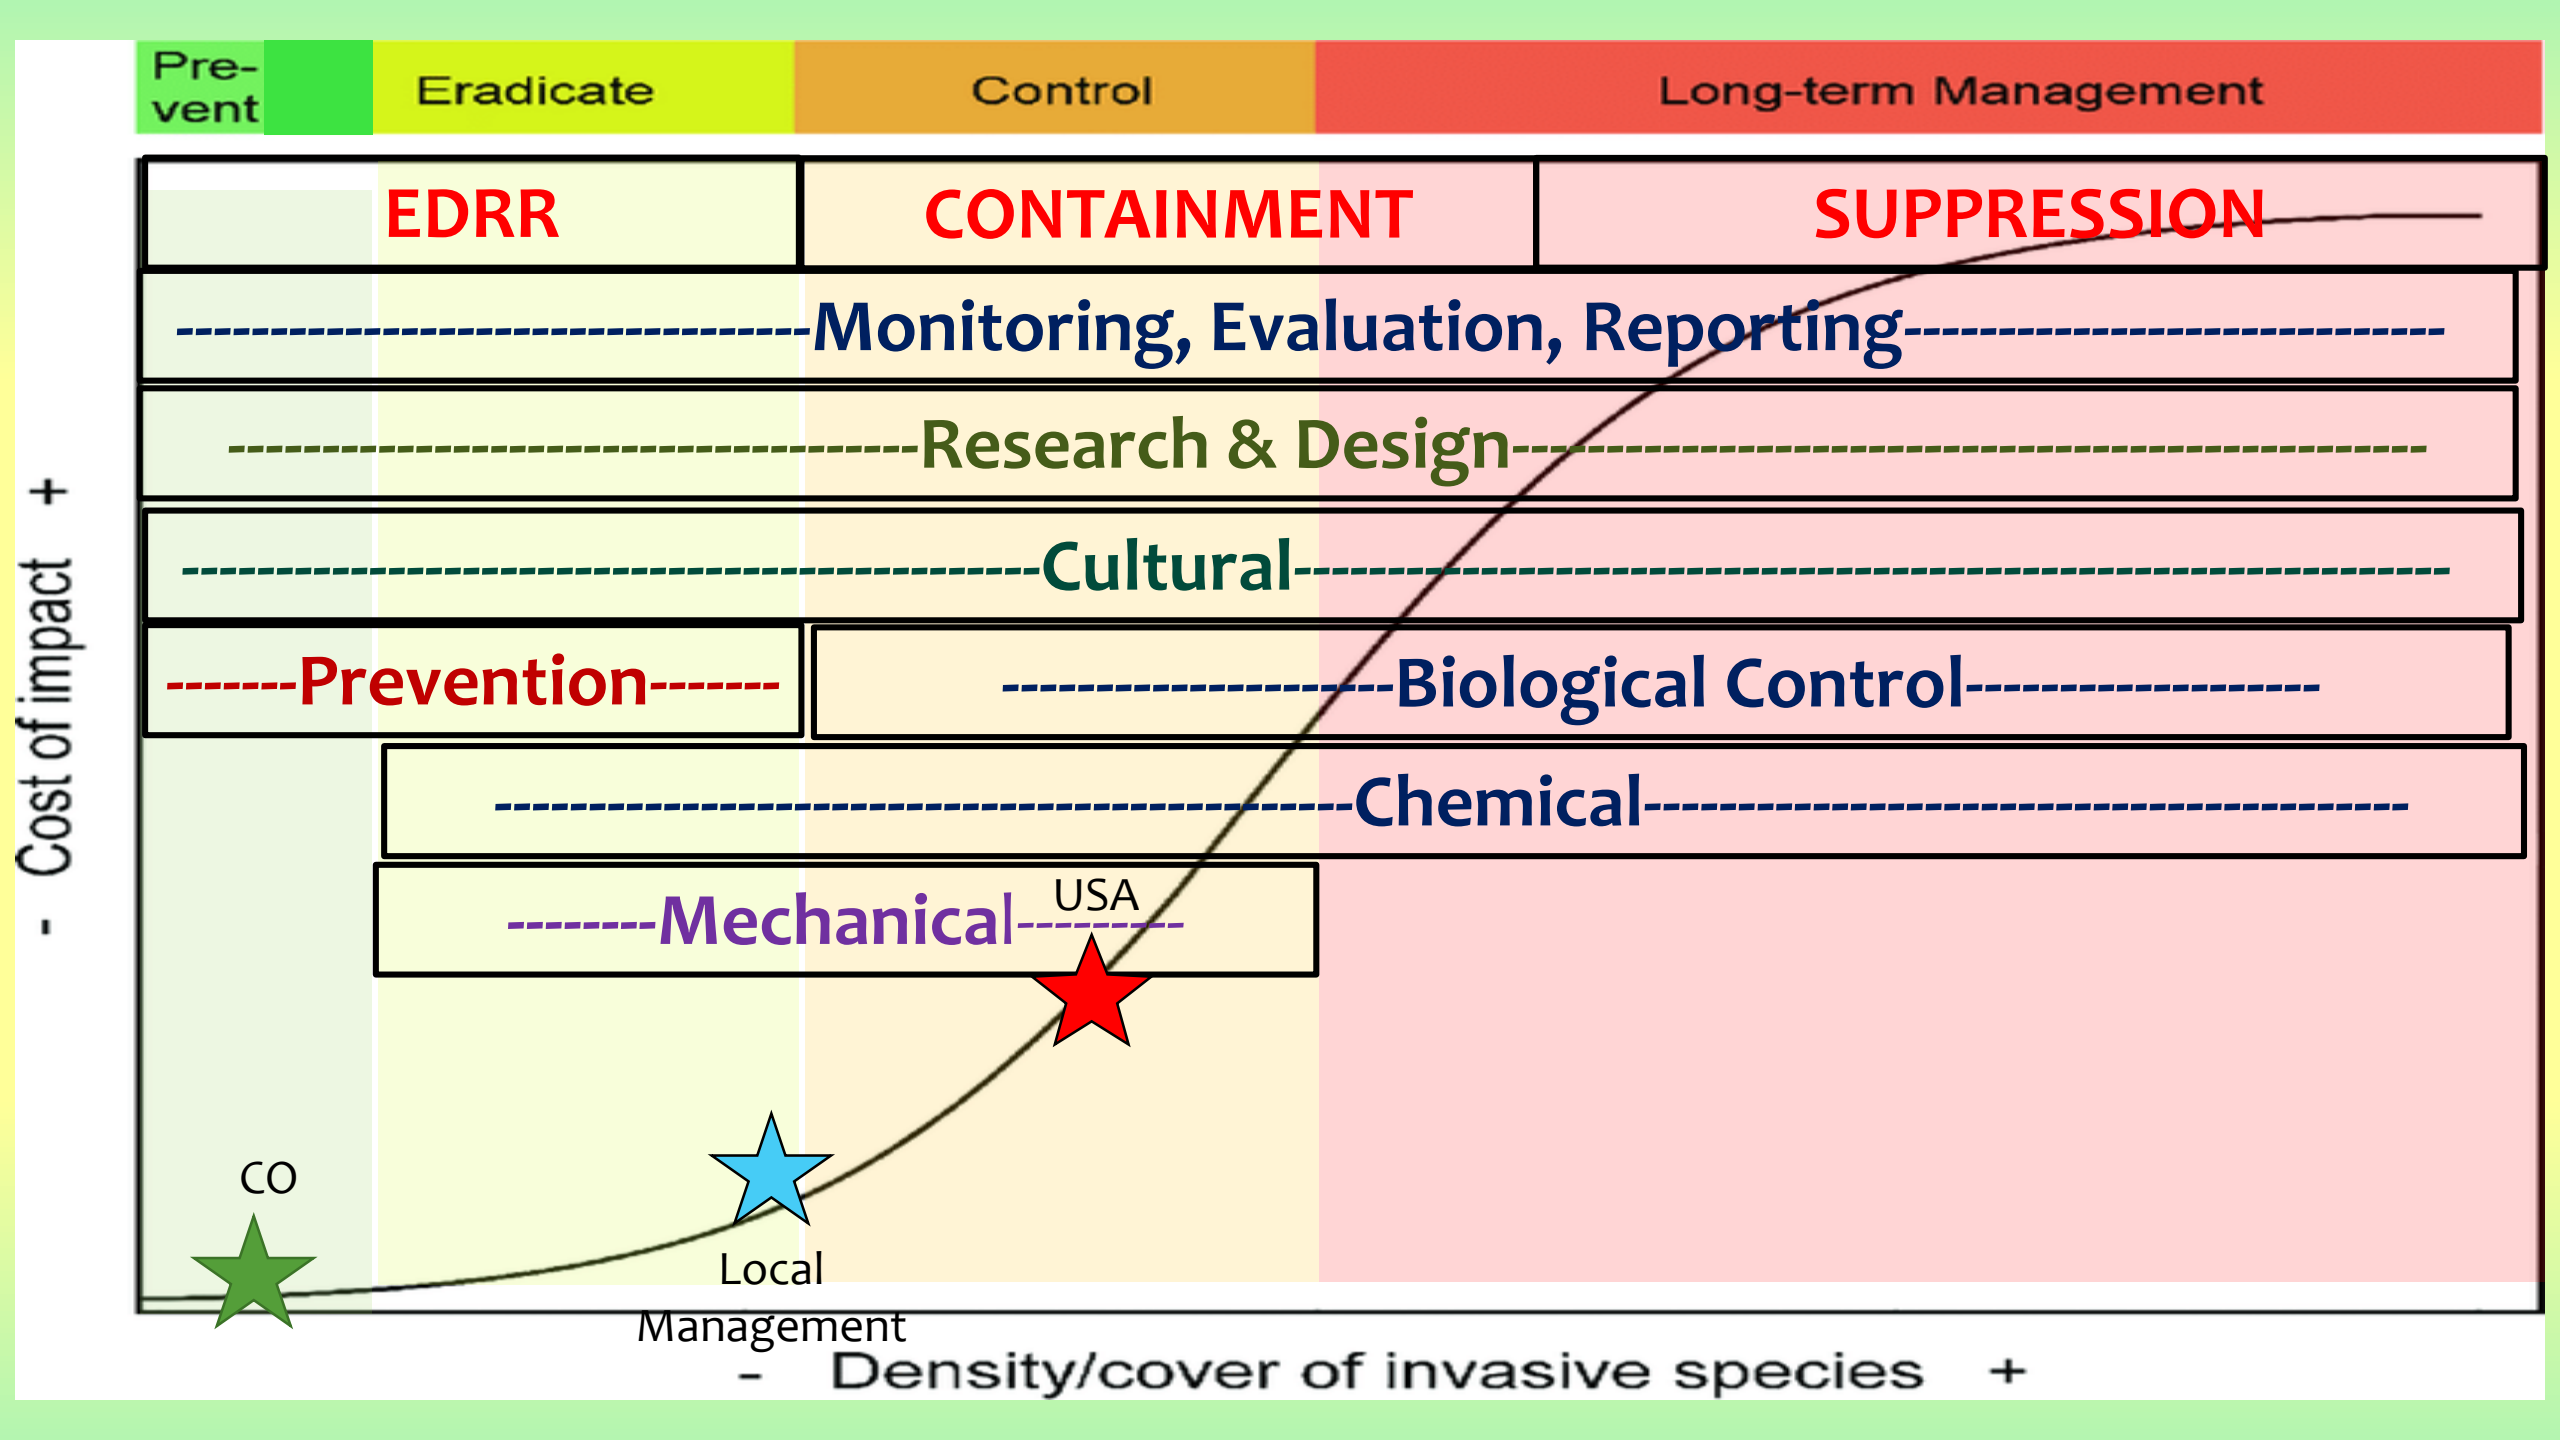 Pre-
vent
Eradicate
Control
Long-term Management
EDRR
CONTAINMENT
SUPPRESSION
---------------------------------Monitoring, Evaluation, Reporting----------------------------
------------------------------------Research & Design------------------------------------------------
---------------------------------------------Cultural-------------------------------------------------------------
-------Prevention-------
---------------------Biological Control-------------------
---------------------------------------------Chemical----------------------------------------
--------Mechanical---------
USA
- Cost of impact +
CO
Local
Management
- Density/cover of invasive species +